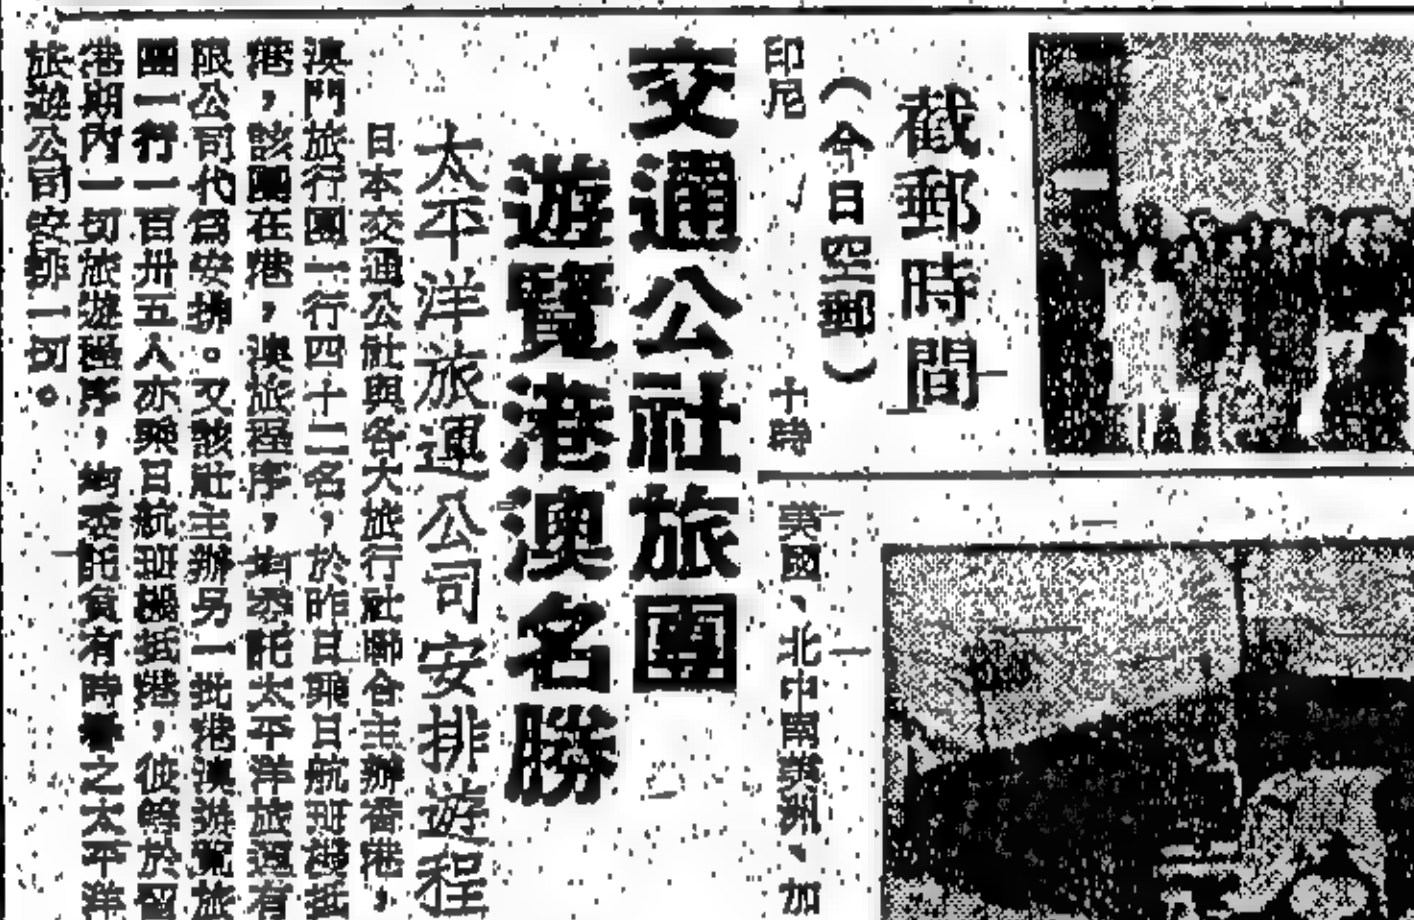 截郵時間
（今日空郵）
印尼　十時
美國、北中南美洲、加
交通公社旅團
遊覽港澳名勝
太平洋旅運公司安排遊程
日本交通公社與各大旅行社聯合主辦香港，
澳門旅行團一行四十二名，於昨日乘日航班機抵
港，該團在港，澳旅程序，均委託太平洋旅運有
限公司代為安排。又該社主辦另一批港澳遊覽旅
團一行一百卅五人亦乘日航班機抵港，彼等於留
港期內一切旅遊程序，均委託負有時譽之太平洋
旅遊公司安排一切。